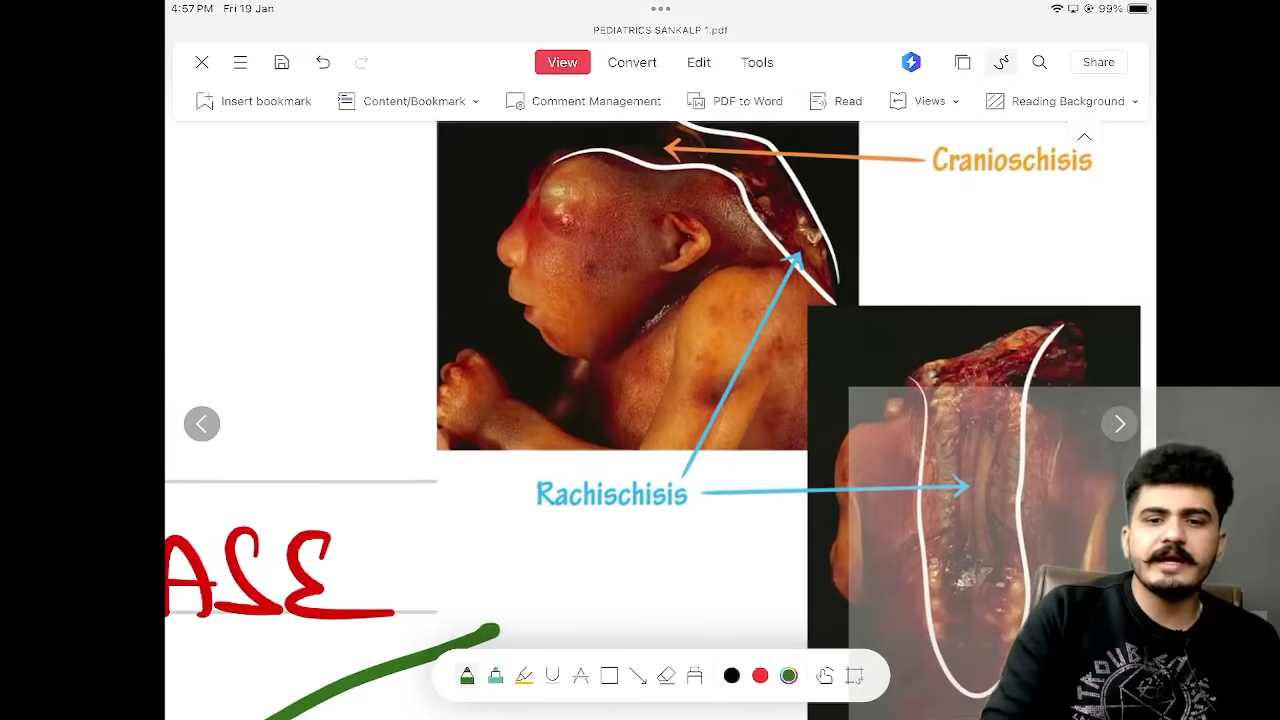 4:57 PM Fri 19 Jan
99%
PEDIATRICS SANKALP 1.pdf
View
Convert
Edit
Tools
Share
Insert bookmark
Content/Bookmark
Comment Management
PDF to Word
Read
Views
Reading Background
Cranioschisis
Rachischisis